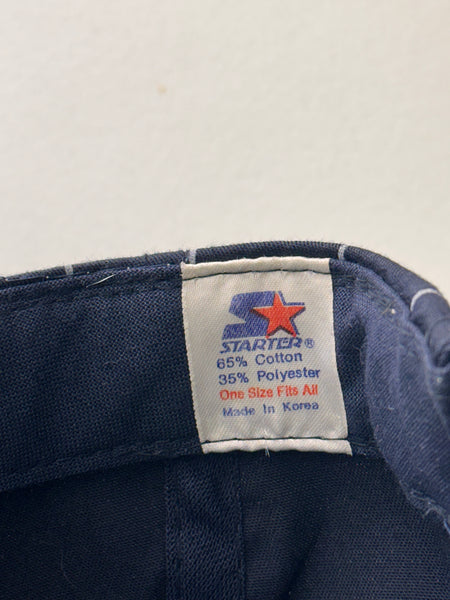 STARTER®
65% Cotton
35% Polyester
One Size Fits All
Made In Korea